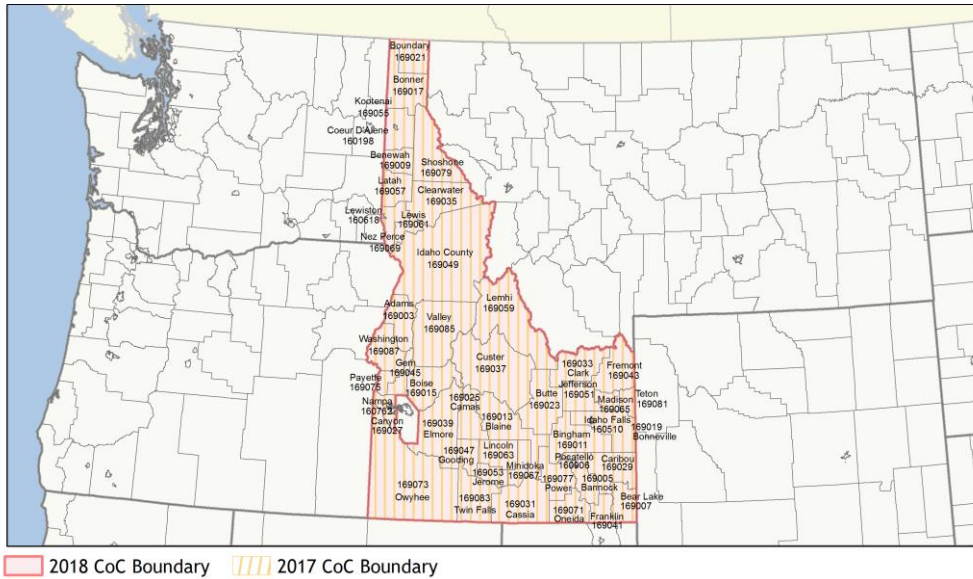 Boundary
169021
Bonner
169017
Kootenai
169055
Coeur D'Alene
160198
Benewah
169009
Shoshone
169079
Latah
169057
Clearwater
169035
Lewiston
160618
Lewis
169061
Nez Perce
169069
Idaho County
169049
Lemhi
169059
Adams
169003
Valley
169085
Washington
169087
Custer
169037
169033
Clark
Fremont
169043
Gem
169045
Payette
169075
Boise
169015
Jefferson
169051
Butte
169023
Madison
169065
Teton
169081
Nampa
160762
Canyon
169027
169025
Camas
169013
Blaine
Idaho Falls
160510
169019
Bonneville
169039
Elmore
Bingham
169011
169047
Gooding
Lincoln
169063
Minidoka
169067
Pocatello
160906
Caribou
169029
169053
Jerome
169077
Power
169005
Bannock
169073
Owyhee
169083
Twin Falls
169031
Cassia
169071
Oneida
Franklin
169041
Bear Lake
169007
2018 CoC Boundary
2017 CoC Boundary